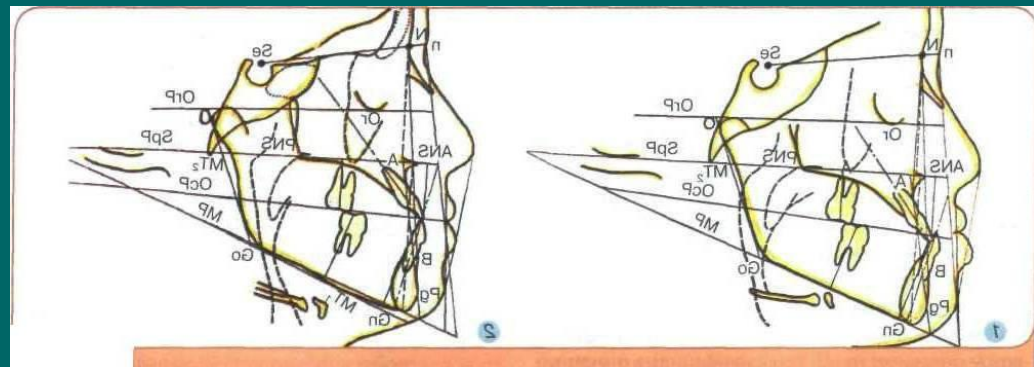 N
n
Se
OrP
Or
SpP
PNS
ANS
MT₂
A
OcP
MP
Go
B
Pg
MT₁
Gn
2
N
n
Se
OrP
Or
SpP
PNS
ANS
MT₂
A
OcP
MP
Go
B
Pg
Gn
1